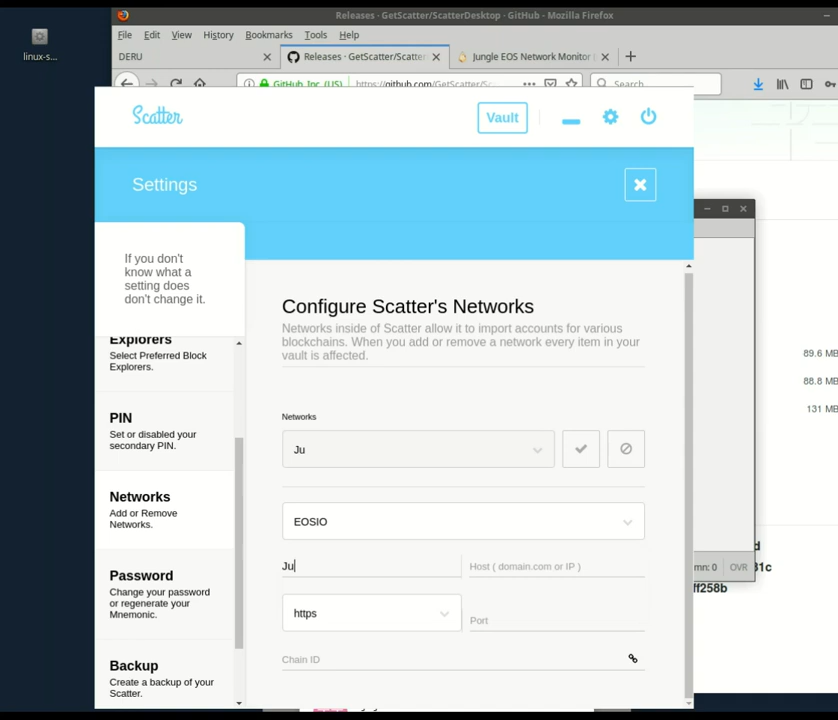 Releases · GetScatter/ScatterDesktop · GitHub - Mozilla Firefox
linux-s...
File Edit View History Bookmarks Tools Help
DERU
Releases · GetScatter/Scatter
Jungle EOS Network Monitor
GitHub, Inc. (US)
https://github.com/GetScatter/Sc
Search
Scatter
Vault
Settings
If you don't
know what a
setting does
don't change it.
Explorers
Select Preferred Block
Explorers.
PIN
Set or disabled your
secondary PIN.
Networks
Add or Remove
Networks.
Password
Change your password
or regenerate your
Mnemonic.
Backup
Create a backup of your
Scatter.
Configure Scatter's Networks
Networks inside of Scatter allow it to import accounts for various
blockchains. When you add or remove a network every item in your
vault is affected.
Networks
Ju
EOSIO
Ju
Host ( domain.com or IP )
https
Port
Chain ID
89.6 MB
88.8 MB
131 MB
mn: 0 OVR
31c
ff258b